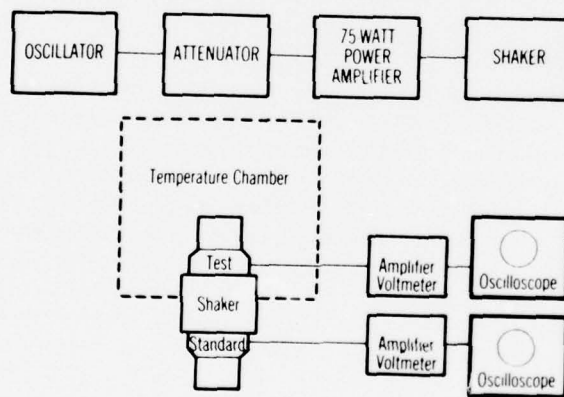 OSCILLATOR
ATTENUATOR
75 WATT
POWER
AMPLIFIER
SHAKER
Temperature Chamber
Test
Shaker
Standard
Amplifier
Voltmeter
Oscilloscope
Amplifier
Voltmeter
Oscilloscope